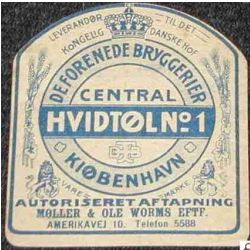 LEVERANDØR TIL DET
KONGELIG DANSKE HOF
DE FORENEDE BRYGGERIER
CENTRAL
HVIDTØL No. 1
KIØBENHAVN
VARE MÆRKE
AUTORISERET AFTAPNING
MØLLER & OLE WORMS EFTF.
AMERIKAVEJ 10. Telefon 5588